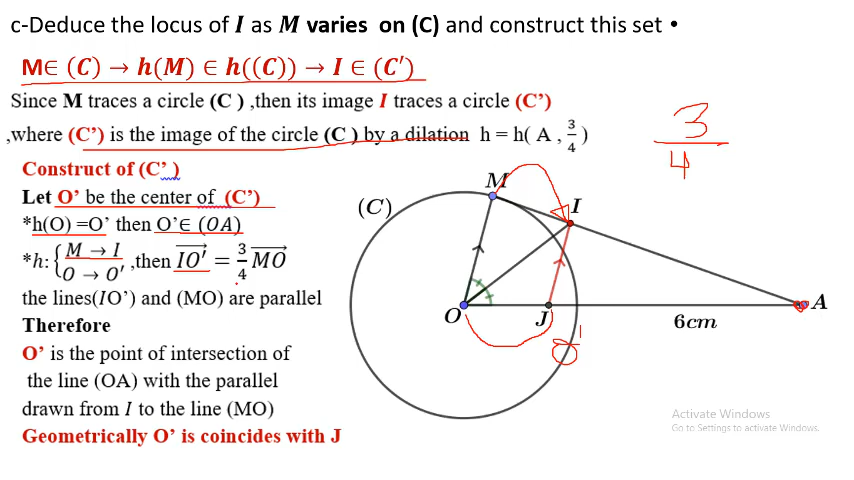 c-Deduce the locus of I as M varies on (C) and construct this set •
M∈ (C) → h(M) ∈ h((C)) → I ∈ (C')
Since M traces a circle (C ) ,then its image I traces a circle (C')
,where (C') is the image of the circle (C ) by a dilation h = h( A , 3/4 )
3/4
Construct of (C' )
Let O' be the center of (C')
*h(O) =O' then O'∈ (OA)
*h: {M → I
O → O' ,then IO' = 3/4 MO
the lines(IO') and (MO) are parallel
Therefore
O' is the point of intersection of
the line (OA) with the parallel
drawn from I to the line (MO)
Geometrically O' is coincides with J
(C)
M
I
O
J
O'
6cm
A
Activate Windows
Go to Settings to activate Windows.